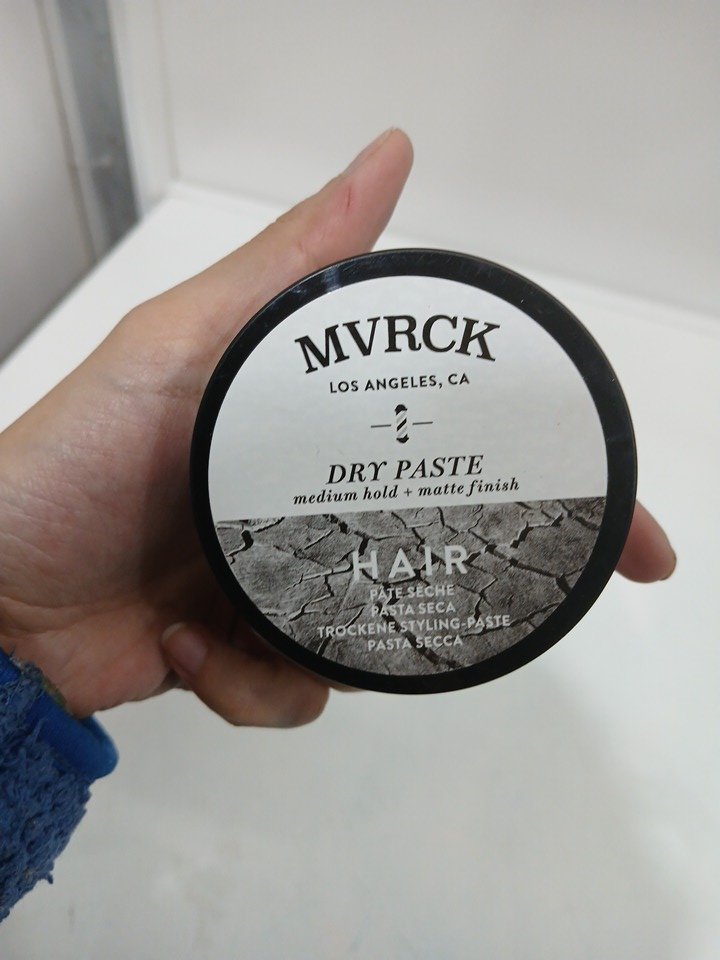 MVRCK
LOS ANGELES, CA
DRY PASTE
medium hold + matte finish
HAIR
PÂTE SÈCHE
PASTA SECA
TROCKENE STYLING-PASTE
PASTA SECCA